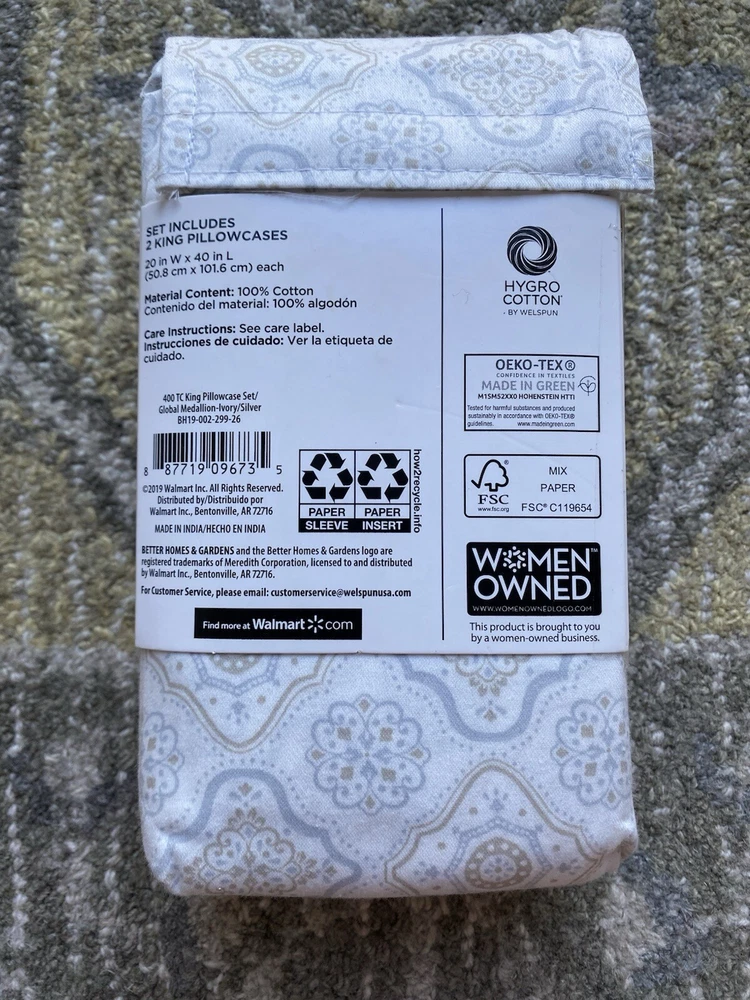 SET INCLUDES
2 KING PILLOWCASES
20 in W x 40 in L
(50.8 cm x 101.6 cm) each
Material Content: 100% Cotton
Contenido del material: 100% algodón
Care Instructions: See care label.
Instrucciones de cuidado: Ver la etiqueta de
cuidado.
400 TC King Pillowcase Set/
Global Medallion-Ivory/Silver
BH19-002-299-26
8 87719 09673 5
©2019 Walmart Inc. All Rights Reserved.
Distributed by/Distribuido por
Walmart Inc., Bentonville, AR 72716
MADE IN INDIA/HECHO EN INDIA
PAPER
SLEEVE
PAPER
INSERT
how2recycle.info
BETTER HOMES & GARDENS and the Better Homes & Gardens logo are
registered trademarks of Meredith Corporation, licensed to and distributed
by Walmart Inc., Bentonville, AR 72716.
For Customer Service, please email: customerservice@welspunusa.com
Find more at Walmart.com
HYGRO
COTTON®
· BY WELSPUN
OEKO-TEX®
CONFIDENCE IN TEXTILES
MADE IN GREEN
M1SMS2XX0 HOHENSTEIN HTTI
Tested for harmful substances and produced
sustainably in accordance with OEKO-TEX®
guidelines. www.madeingreen.com
FSC®
www.fsc.org
MIX
PAPER
FSC® C119654
WOMEN™
OWNED
WWW.WOMENOWNEDLOGO.COM
This product is brought to you
by a women-owned business.